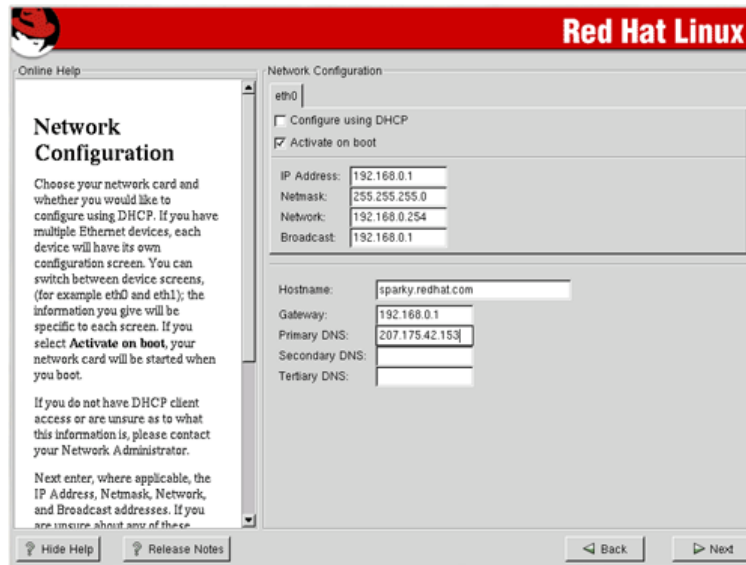 Red Hat Linux
Online Help
Network
Configuration
Choose your network card and
whether you would like to
configure using DHCP. If you have
multiple Ethernet devices, each
device will have its own
configuration screen. You can
switch between device screens,
(for example eth0 and eth1); the
information you give will be
specific to each screen. If you
select Activate on boot, your
network card will be started when
you boot.
If you do not have DHCP client
access or are unsure as to what
this information is, please contact
your Network Administrator.
Next enter, where applicable, the
IP Address, Netmask, Network,
and Broadcast addresses. If you
are unsure about any of these
Network Configuration
eth0
Configure using DHCP
Activate on boot
IP Address: 192.168.0.1
Netmask: 255.255.255.0
Network: 192.168.0.254
Broadcast: 192.168.0.1
Hostname: sparky.redhat.com
Gateway: 192.168.0.1
Primary DNS: 207.175.42.153
Secondary DNS:
Tertiary DNS:
Hide Help Release Notes Back Next